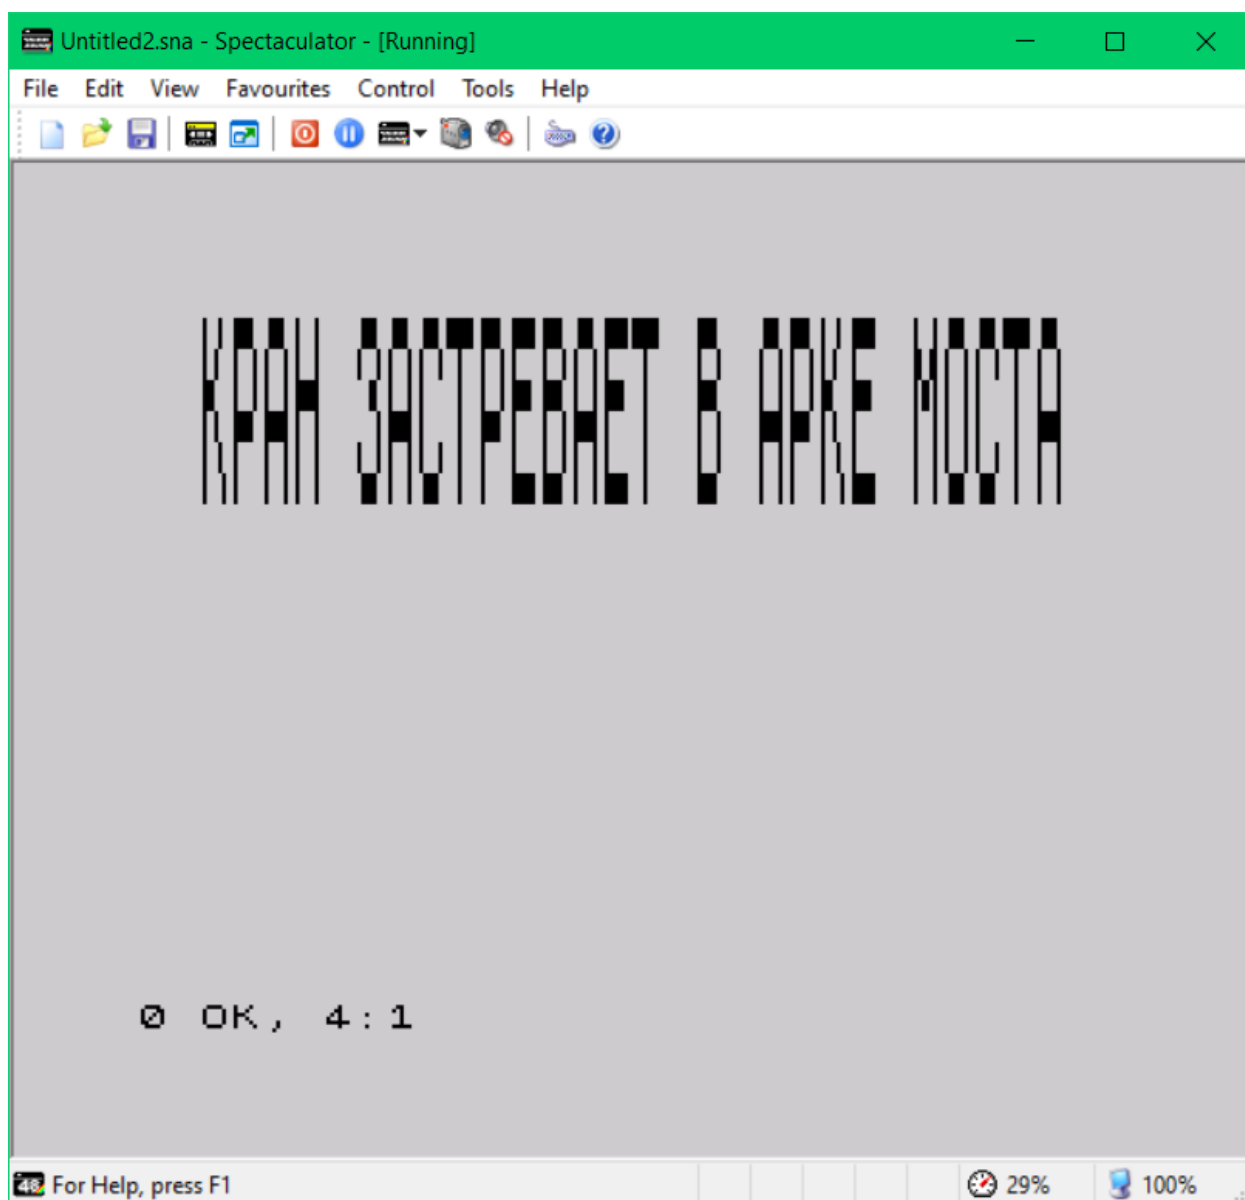 Untitled2.sna - Spectaculator - [Running]
File Edit View Favourites Control Tools Help
КРАН ЗАСТРЕВАЕТ В АРКЕ МОСТА
0 OK, 4:1
48 For Help, press F1 29% 100%